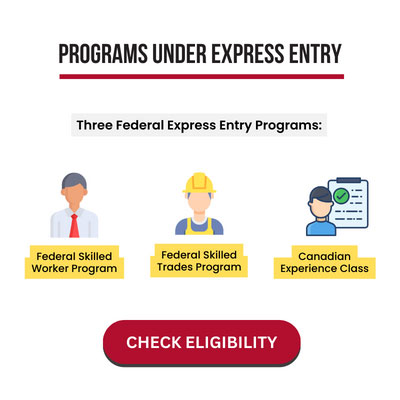 PROGRAMS UNDER EXPRESS ENTRY
Three Federal Express Entry Programs:
Federal Skilled
Worker Program
Federal Skilled
Trades Program
Canadian
Experience Class
CHECK ELIGIBILITY